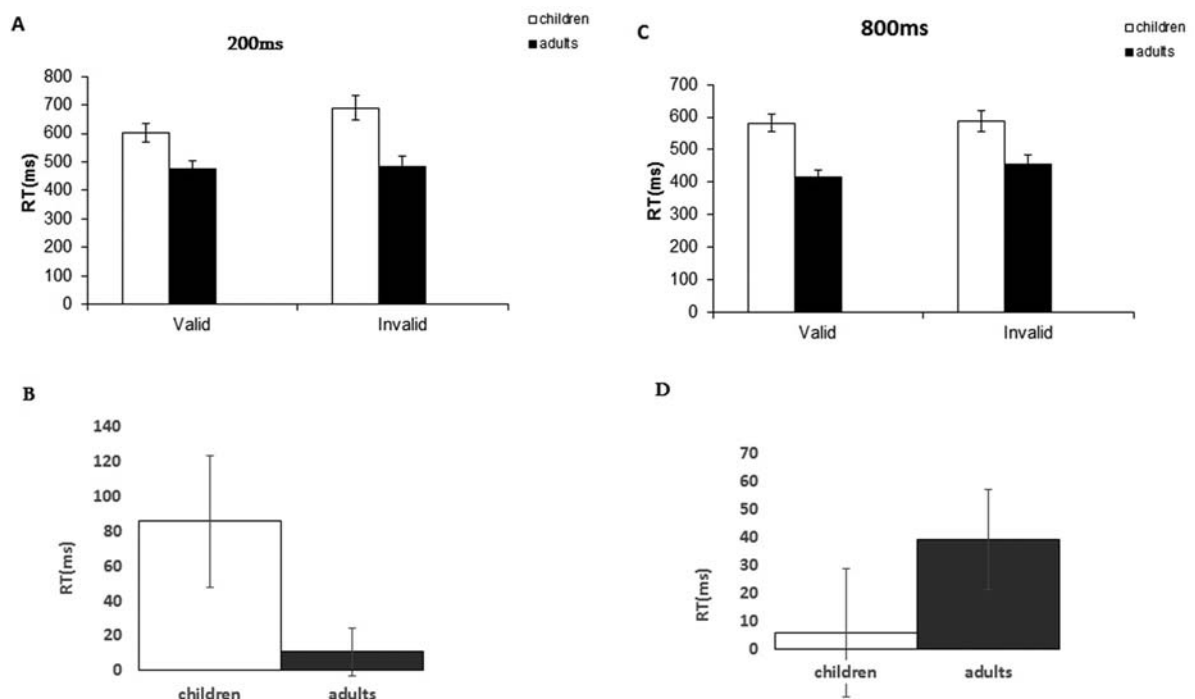 A
200ms
children
adults
RT(ms)
800
700
600
500
400
300
200
100
0
Valid Invalid
C
800ms
children
adults
RT(ms)
700
600
500
400
300
200
100
0
Valid Invalid
B
RT(ms)
140
120
100
80
60
40
20
0
children adults
D
RT(ms)
70
60
50
40
30
20
10
0
children adults